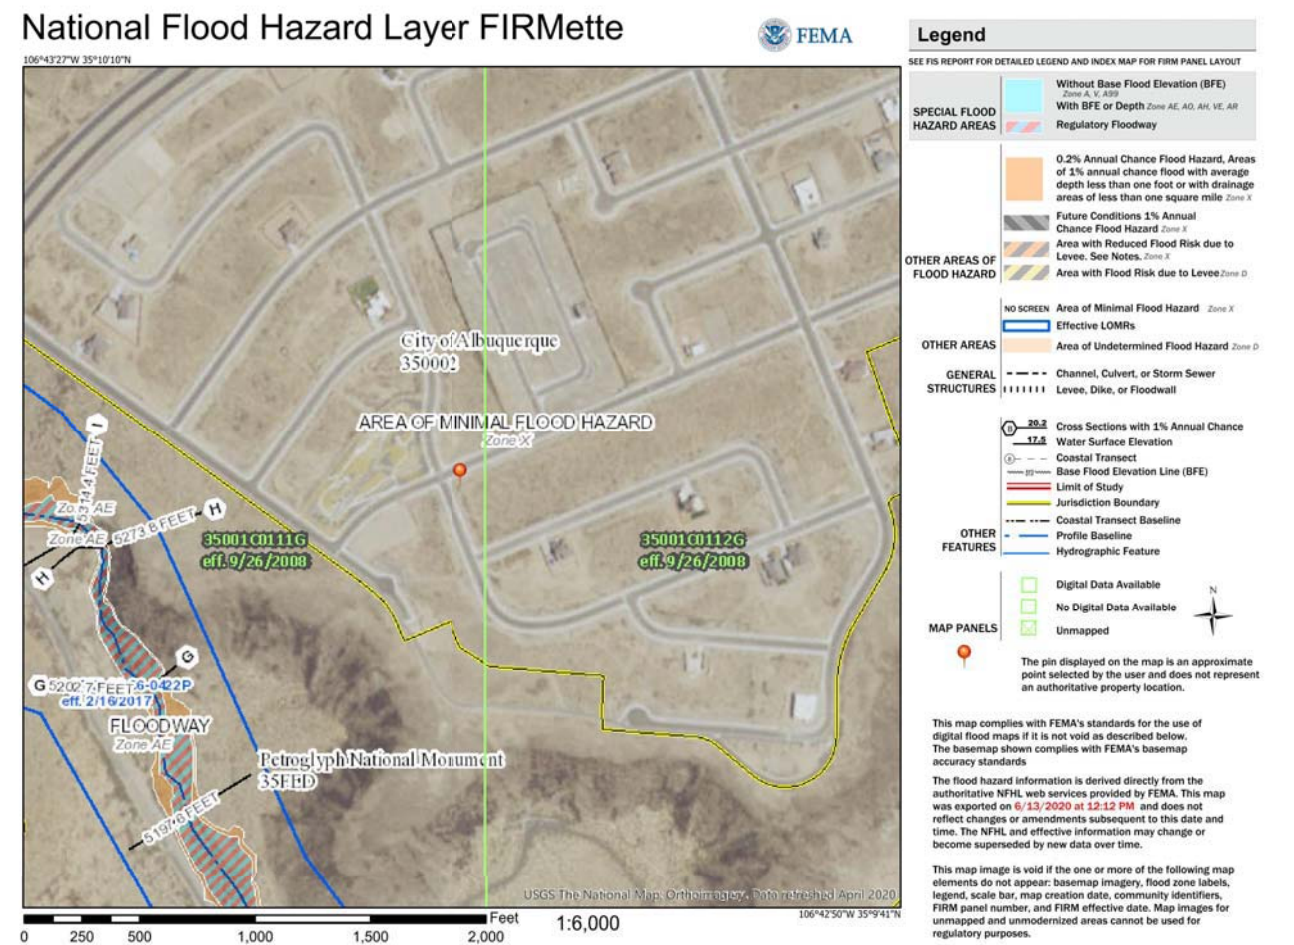 National Flood Hazard Layer FIRMette
FEMA
106°43'27"W 35°10'10"N
City of Albuquerque
350002
AREA OF MINIMAL FLOOD HAZARD
Zone X
5314.4 FEET
I
Zone AE
H
5273.8 FEET
Zone AE
H
35001C0111G
eff. 9/26/2008
35001C0112G
eff. 9/26/2008
G
G 5202.7 FEET 6-0422P
eff. 2/16/2017
FLOODWAY
Zone AE
Petroglyph National Monument
35FED
5197.6 FEET
USGS The National Map: Orthoimagery. Data refreshed April 2020
106°42'50"W 35°9'41"N
0 250 500 1,000 1,500 2,000
Feet
1:6,000
Legend
SEE FIS REPORT FOR DETAILED LEGEND AND INDEX MAP FOR FIRM PANEL LAYOUT
SPECIAL FLOOD
HAZARD AREAS
Without Base Flood Elevation (BFE)
Zone A, V, A99
With BFE or Depth Zone AE, AO, AH, VE, AR
Regulatory Floodway
OTHER AREAS OF
FLOOD HAZARD
0.2% Annual Chance Flood Hazard, Areas
of 1% annual chance flood with average
depth less than one foot or with drainage
areas of less than one square mile Zone X
Future Conditions 1% Annual
Chance Flood Hazard Zone X
Area with Reduced Flood Risk due to
Levee. See Notes. Zone X
Area with Flood Risk due to Levee Zone D
OTHER AREAS
NO SCREEN Area of Minimal Flood Hazard Zone X
Effective LOMRs
Area of Undetermined Flood Hazard Zone D
GENERAL
STRUCTURES
Channel, Culvert, or Storm Sewer
Levee, Dike, or Floodwall
OTHER
FEATURES
B 20.2 Cross Sections with 1% Annual Chance
17.5 Water Surface Elevation
Coastal Transect
Base Flood Elevation Line (BFE)
Limit of Study
Jurisdiction Boundary
Coastal Transect Baseline
Profile Baseline
Hydrographic Feature
MAP PANELS
Digital Data Available
No Digital Data Available
Unmapped
N
The pin displayed on the map is an approximate
point selected by the user and does not represent
an authoritative property location.
This map complies with FEMA's standards for the use of
digital flood maps if it is not void as described below.
The basemap shown complies with FEMA's basemap
accuracy standards
The flood hazard information is derived directly from the
authoritative NFHL web services provided by FEMA. This map
was exported on 6/13/2020 at 12:12 PM and does not
reflect changes or amendments subsequent to this date and
time. The NFHL and effective information may change or
become superseded by new data over time.
This map image is void if the one or more of the following map
elements do not appear: basemap imagery, flood zone labels,
legend, scale bar, map creation date, community identifiers,
FIRM panel number, and FIRM effective date. Map images for
unmapped and unmodernized areas cannot be used for
regulatory purposes.